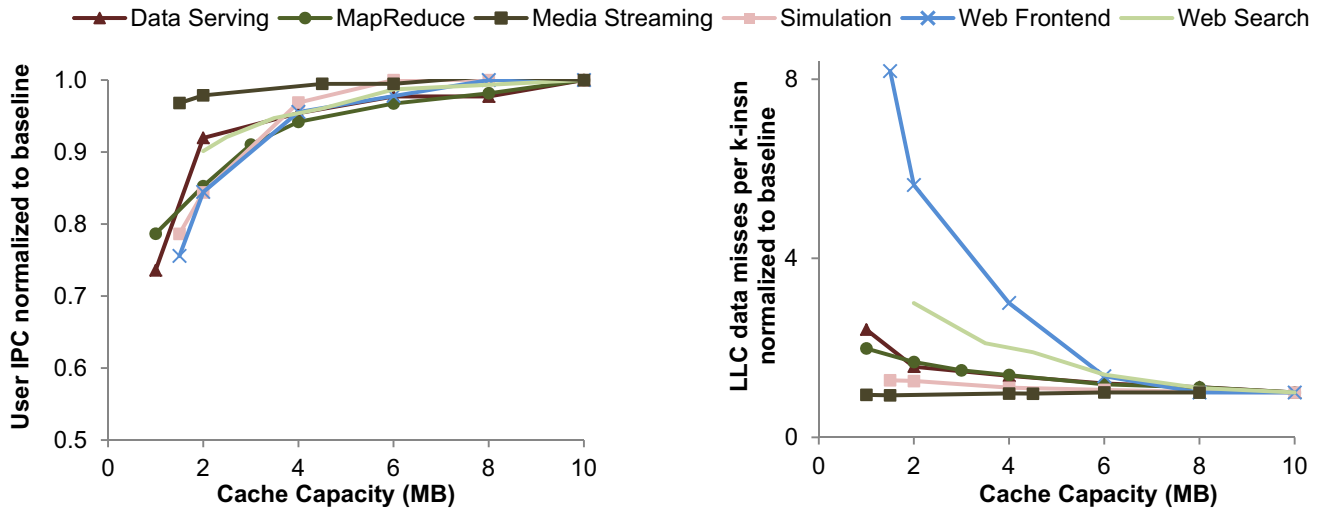 Data Serving MapReduce Media Streaming Simulation Web Frontend Web Search
User IPC normalized to baseline
1.0
0.9
0.8
0.7
0.6
0.5
0 2 4 6 8 10
Cache Capacity (MB)
LLC data misses per k-insn
normalized to baseline
8
4
0
0 2 4 6 8 10
Cache Capacity (MB)